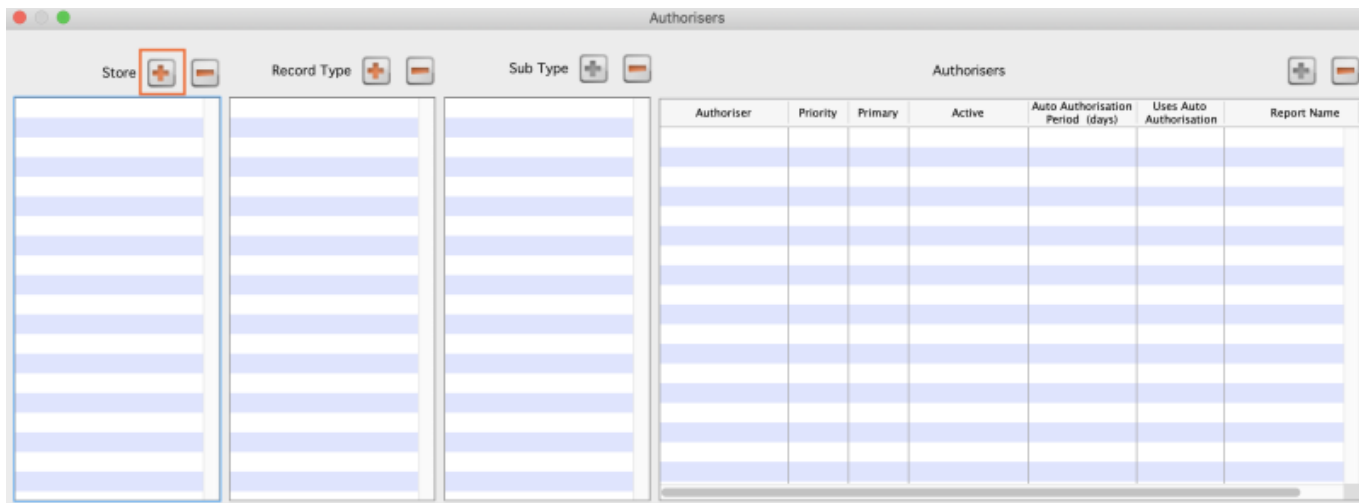 Authorisers
Store Record Type Sub Type Authorisers
Authoriser Priority Primary Active Auto Authorisation Period (days) Uses Auto Authorisation Report Name